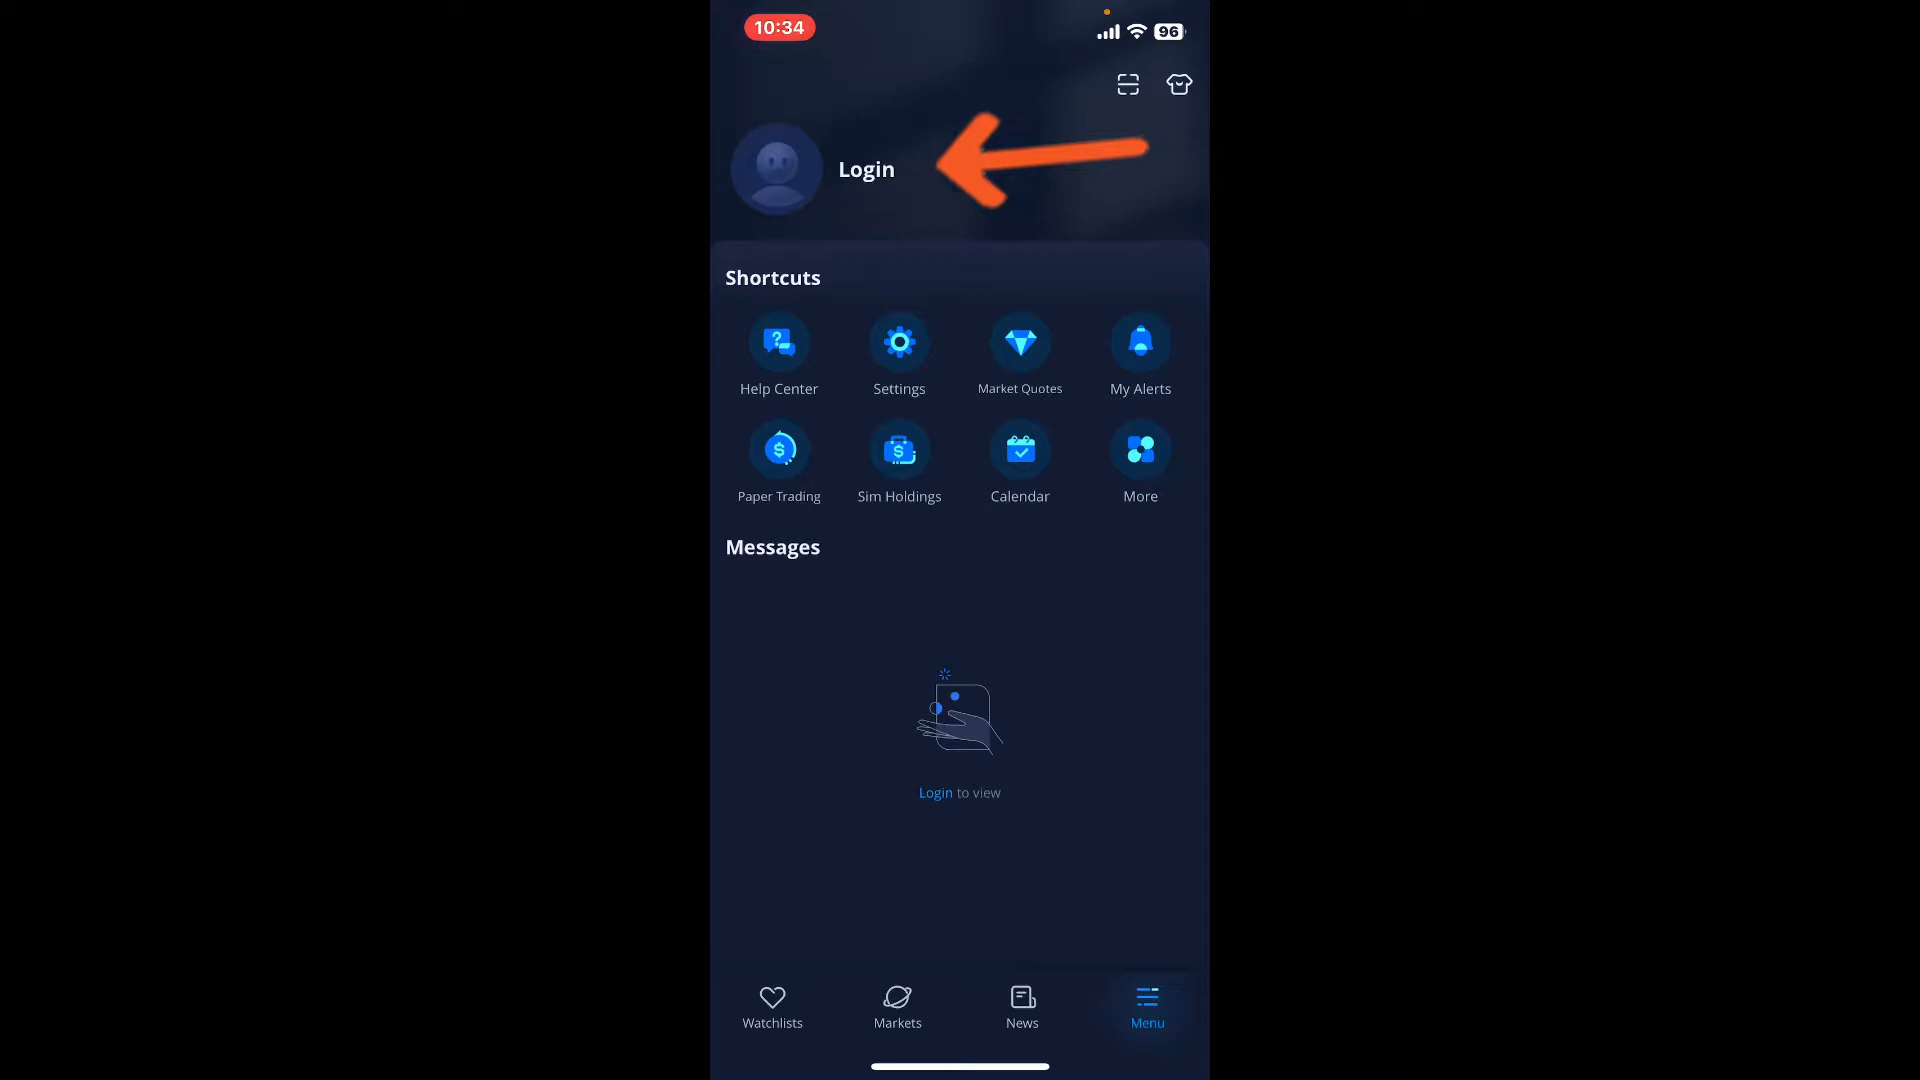 10:34
96
Login
Shortcuts
Help Center
Settings
Market Quotes
My Alerts
Paper Trading
Sim Holdings
Calendar
More
Messages
Login to view
Watchlists
Markets
News
Menu